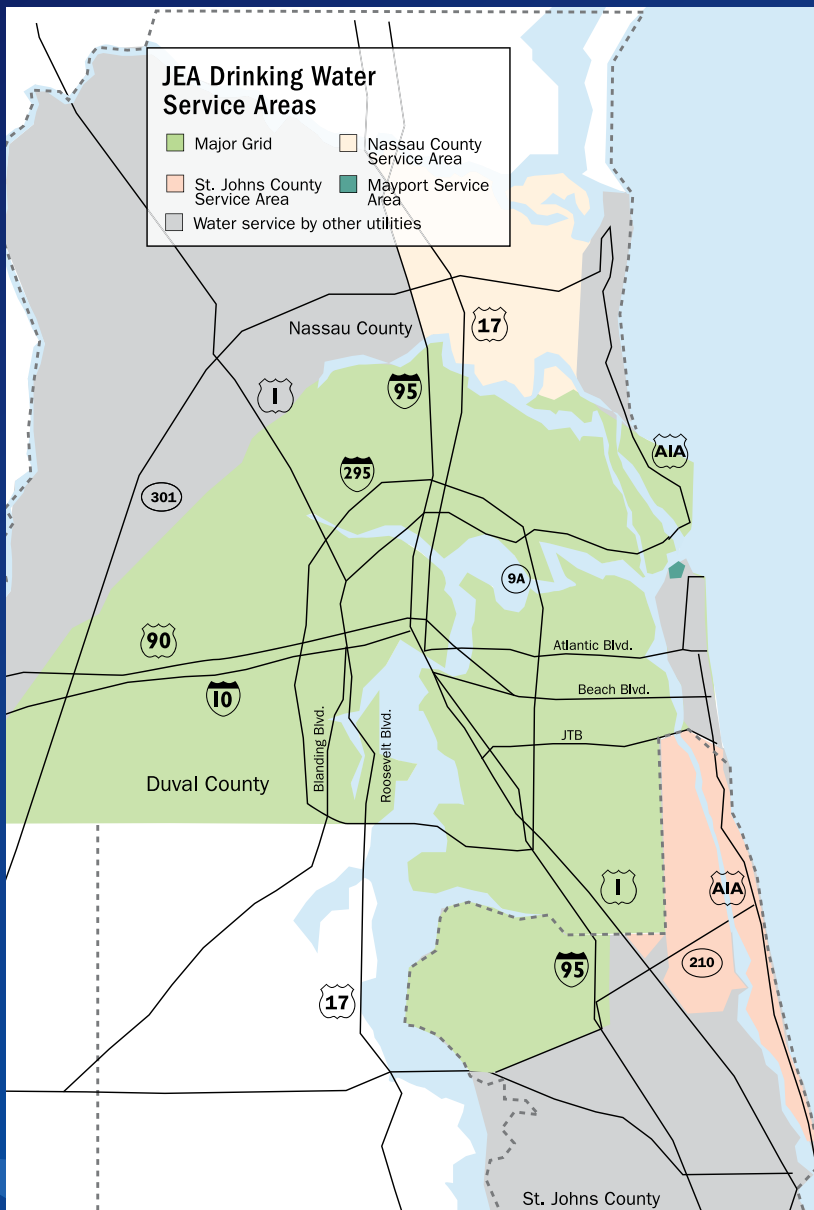 JEA Drinking Water
Service Areas
Major Grid
Nassau County
Service Area
St. Johns County
Service Area
Mayport Service
Area
Water service by other utilities
17
Nassau County
95
I
AIA
295
301
9A
90
Atlantic Blvd.
Beach Blvd.
10
JTB
Blanding Blvd.
Roosevelt Blvd.
Duval County
I
AIA
95
210
17
St. Johns County